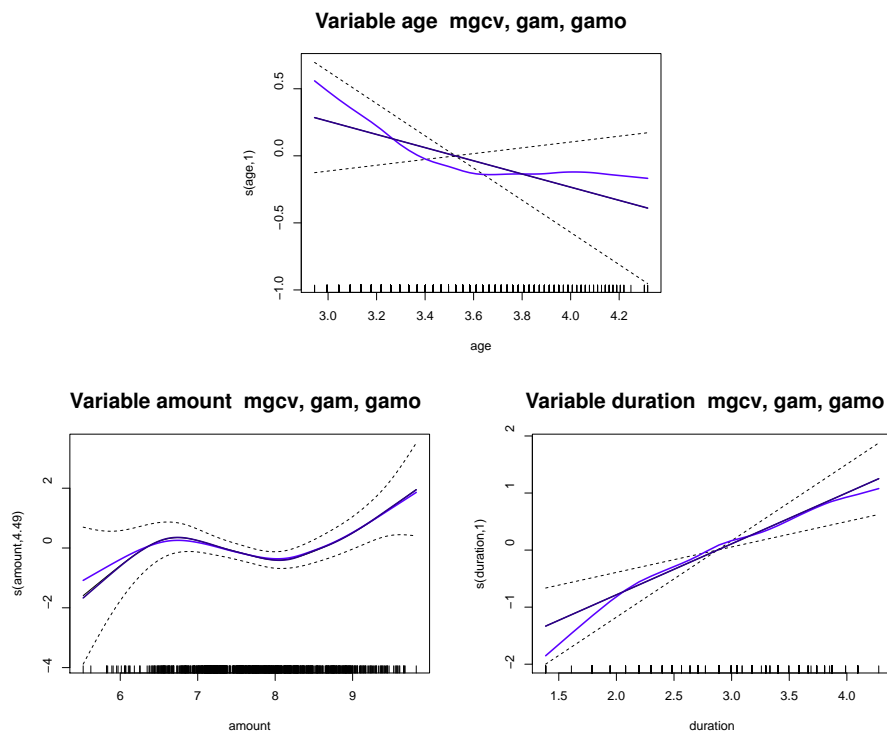 Variable age  mgcv, gam, gamo
s(age,1)
0.5
0.0
−0.5
−1.0
3.0 3.2 3.4 3.6 3.8 4.0 4.2
age
Variable amount  mgcv, gam, gamo
s(amount,4.49)
2
0
−2
−4
6 7 8 9
amount
Variable duration  mgcv, gam, gamo
s(duration,1)
2
1
0
−1
−2
1.5 2.0 2.5 3.0 3.5 4.0
duration